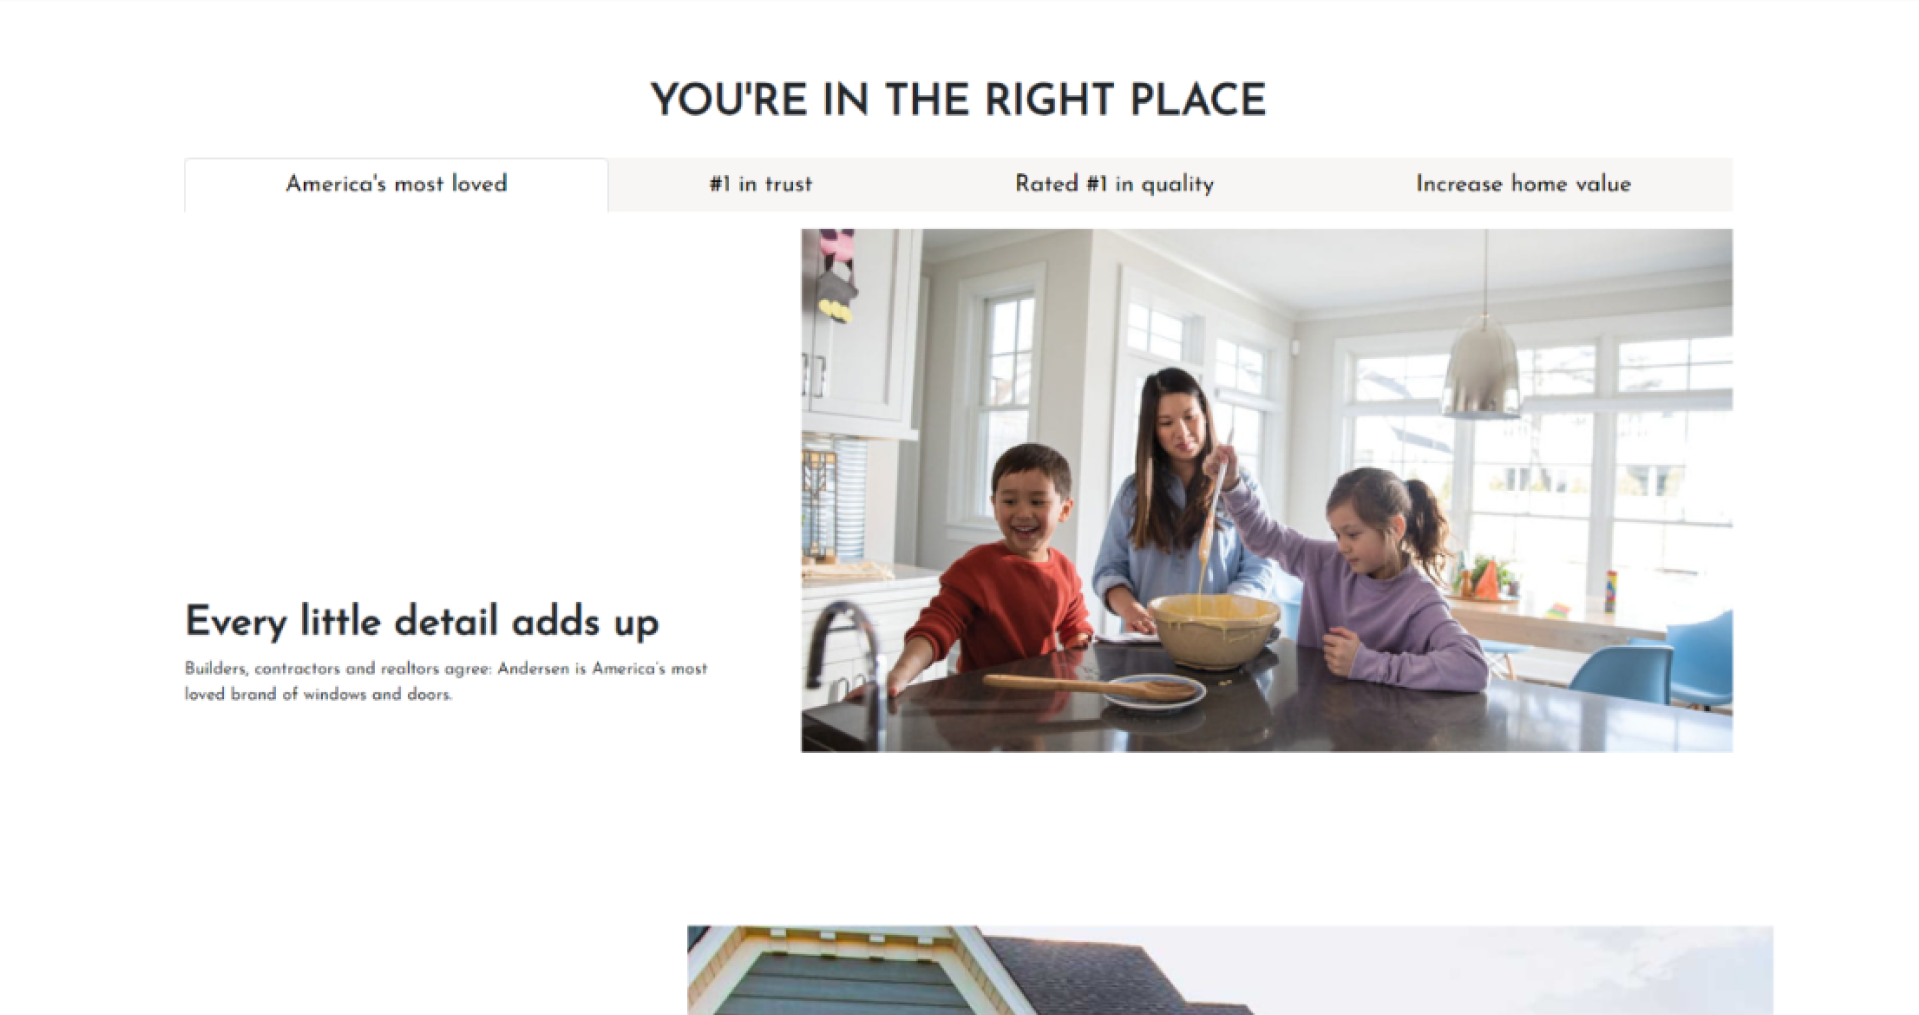 YOU'RE IN THE RIGHT PLACE
America's most loved
#1 in trust
Rated #1 in quality
Increase home value
Every little detail adds up
Builders, contractors and realtors agree: Andersen is America's most
loved brand of windows and doors.